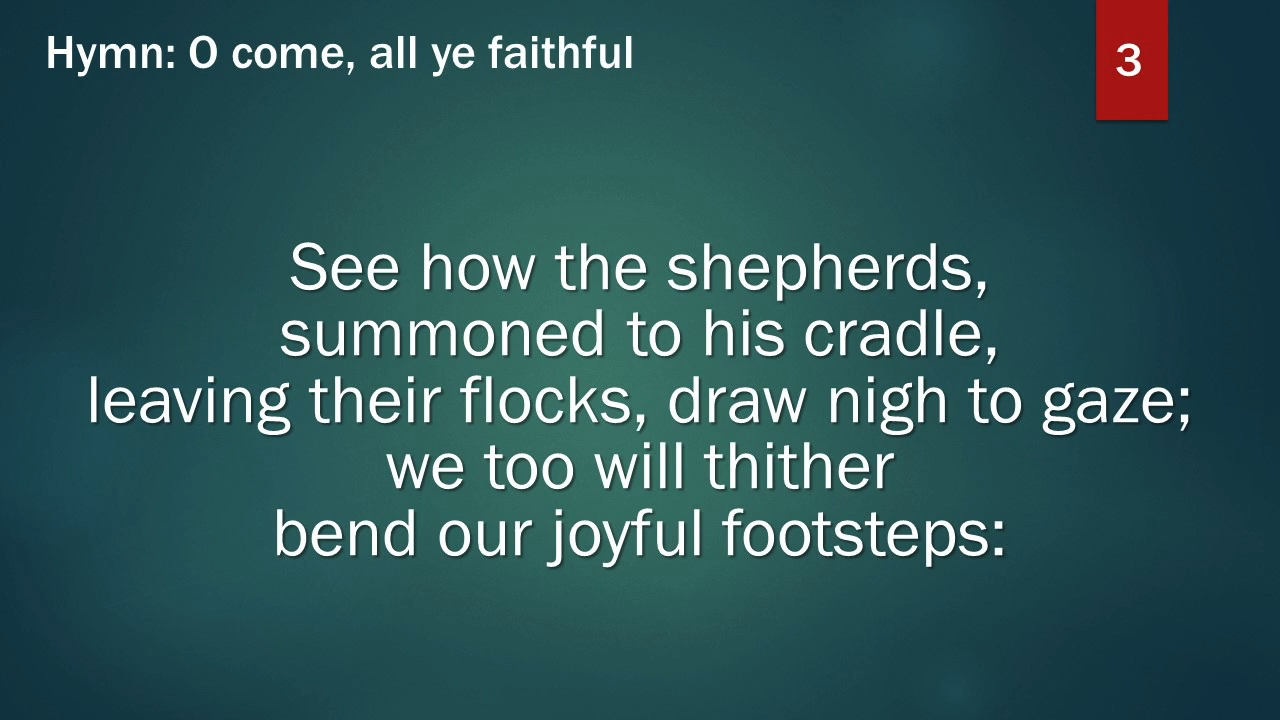 Hymn: O come, all ye faithful
3
See how the shepherds,
summoned to his cradle,
leaving their flocks, draw nigh to gaze;
we too will thither
bend our joyful footsteps: